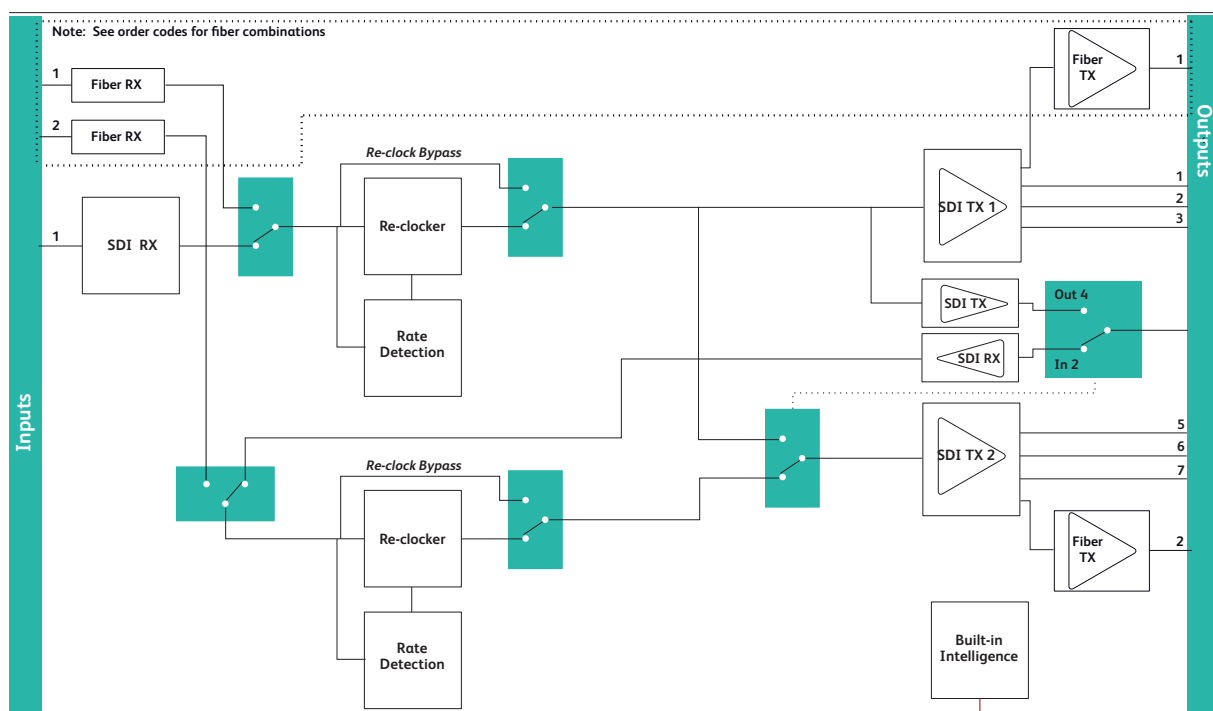 Note: See order codes for fiber combinations
1
Fiber RX
2
Fiber RX
1
SDI RX
Inputs
Re-clock Bypass
Re-clocker
Rate
Detection
Re-clock Bypass
Re-clocker
Rate
Detection
Fiber
TX
1
SDI TX 1
1
2
3
SDI TX
Out 4
SDI RX
In 2
SDI TX 2
5
6
7
Fiber
TX
2
Built-in
Intelligence
Outputs